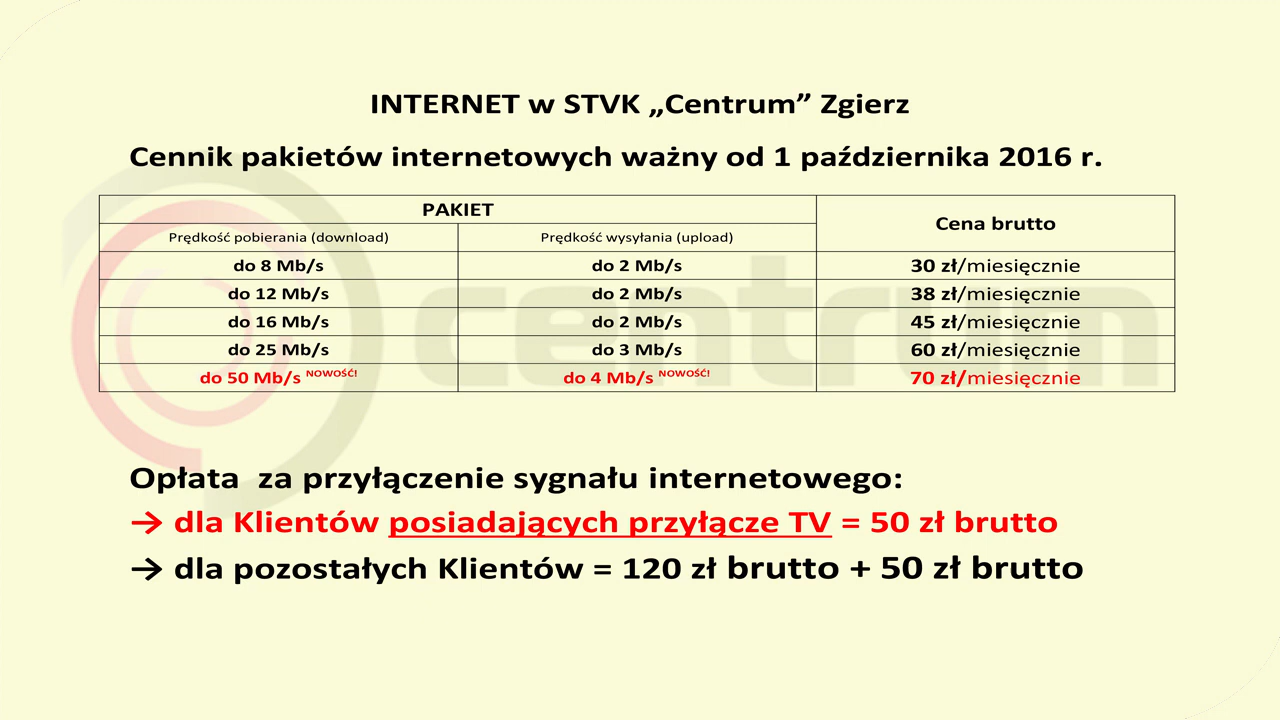 INTERNET w STVK „Centrum” Zgierz
Cennik pakietów internetowych ważny od 1 października 2016 r.
PAKIET
Cena brutto
Prędkość pobierania (download) Prędkość wysyłania (upload)
do 8 Mb/s do 2 Mb/s 30 zł/miesięcznie
do 12 Mb/s do 2 Mb/s 38 zł/miesięcznie
do 16 Mb/s do 2 Mb/s 45 zł/miesięcznie
do 25 Mb/s do 3 Mb/s 60 zł/miesięcznie
do 50 Mb/s NOWOŚĆ! do 4 Mb/s NOWOŚĆ! 70 zł/miesięcznie
centrum
Opłata za przyłączenie sygnału internetowego:
→ dla Klientów posiadających przyłącze TV = 50 zł brutto
→ dla pozostałych Klientów = 120 zł brutto + 50 zł brutto